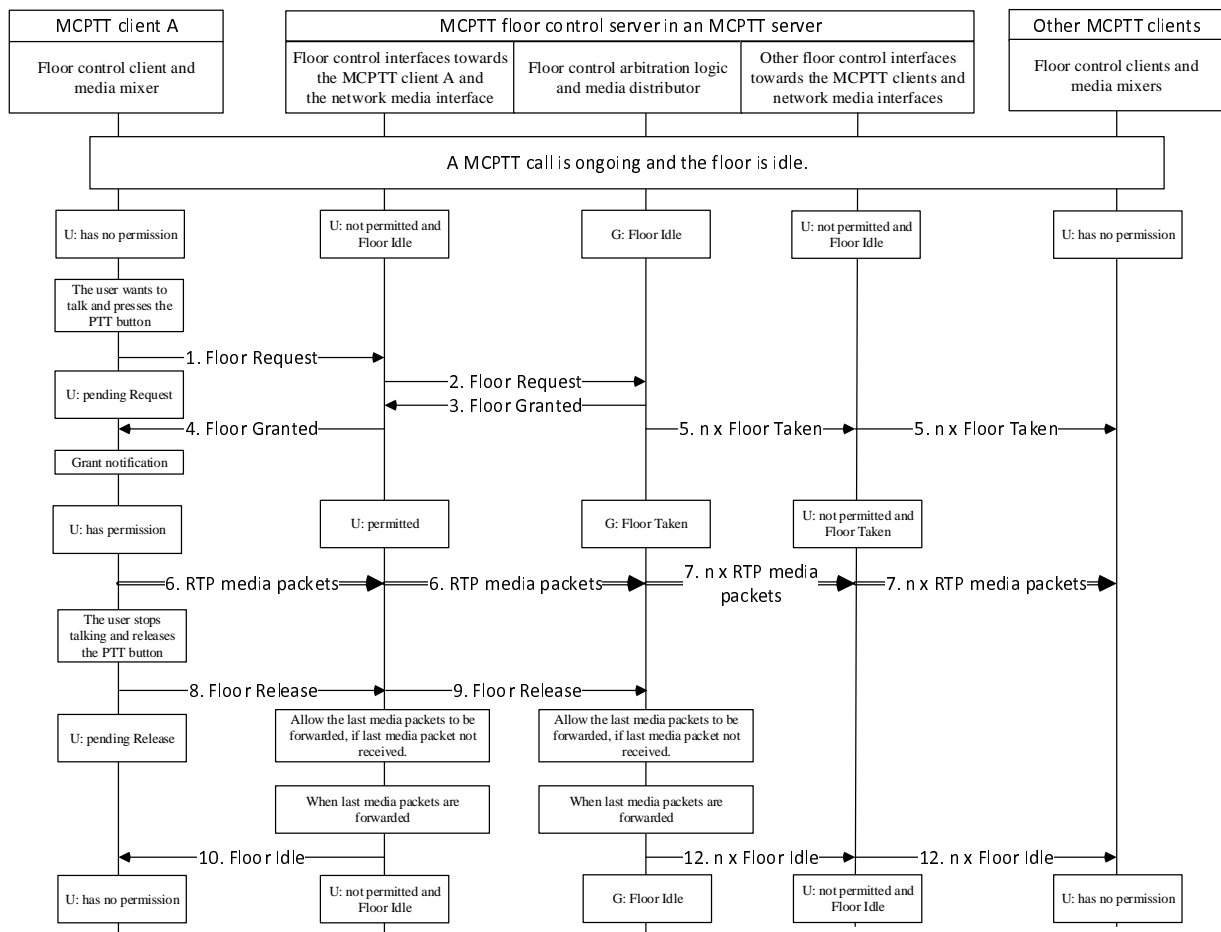 MCPTT client A
MCPTT floor control server in an MCPTT server
Other MCPTT clients
Floor control client and
media mixer
Floor control interfaces towards
the MCPTT client A and
the network media interface
Floor control arbitration logic
and media distributor
Other floor control interfaces
towards the MCPTT clients and
network media interfaces
Floor control clients and
media mixers
A MCPTT call is ongoing and the floor is idle.
U: has no permission
U: not permitted and
Floor Idle
G: Floor Idle
U: not permitted and
Floor Idle
U: has no permission
The user wants to
talk and presses the
PTT button
1. Floor Request
2. Floor Request
U: pending Request
3. Floor Granted
4. Floor Granted
5. n x Floor Taken
5. n x Floor Taken
Grant notification
U: has permission
U: permitted
G: Floor Taken
U: not permitted and
Floor Taken
6. RTP media packets
6. RTP media packets
7. n x RTP media
packets
7. n x RTP media packets
The user stops
talking and releases
the PTT button
8. Floor Release
9. Floor Release
U: pending Release
Allow the last media packets to be
forwarded, if last media packet not
received.
Allow the last media packets to be
forwarded, if last media packet not
received.
When last media packets are
forwarded
When last media packets are
forwarded
10. Floor Idle
12. n x Floor Idle
12. n x Floor Idle
U: has no permission
U: not permitted and
Floor Idle
G: Floor Idle
U: not permitted and
Floor Idle
U: has no permission